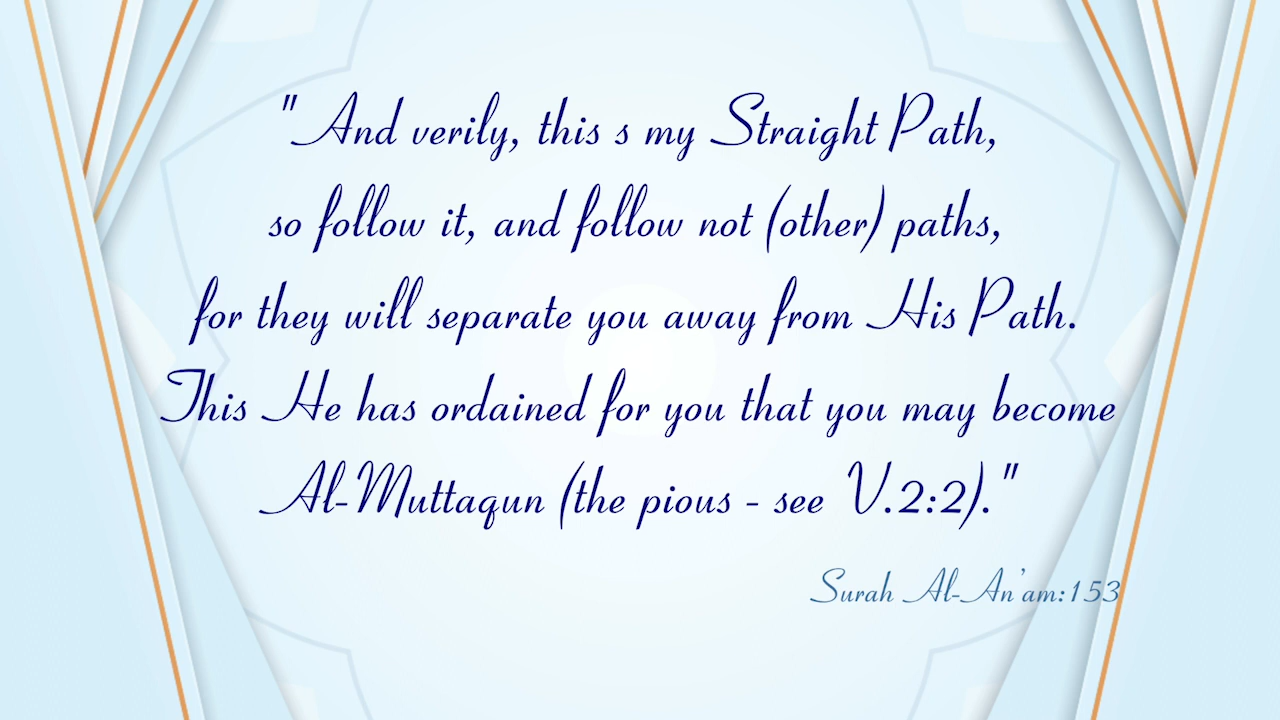 "And verily, this s my Straight Path,
so follow it, and follow not (other) paths,
for they will separate you away from His Path.
This He has ordained for you that you may become
Al-Muttaqun (the pious - see V.2:2)."
Surah Al-An'am:153